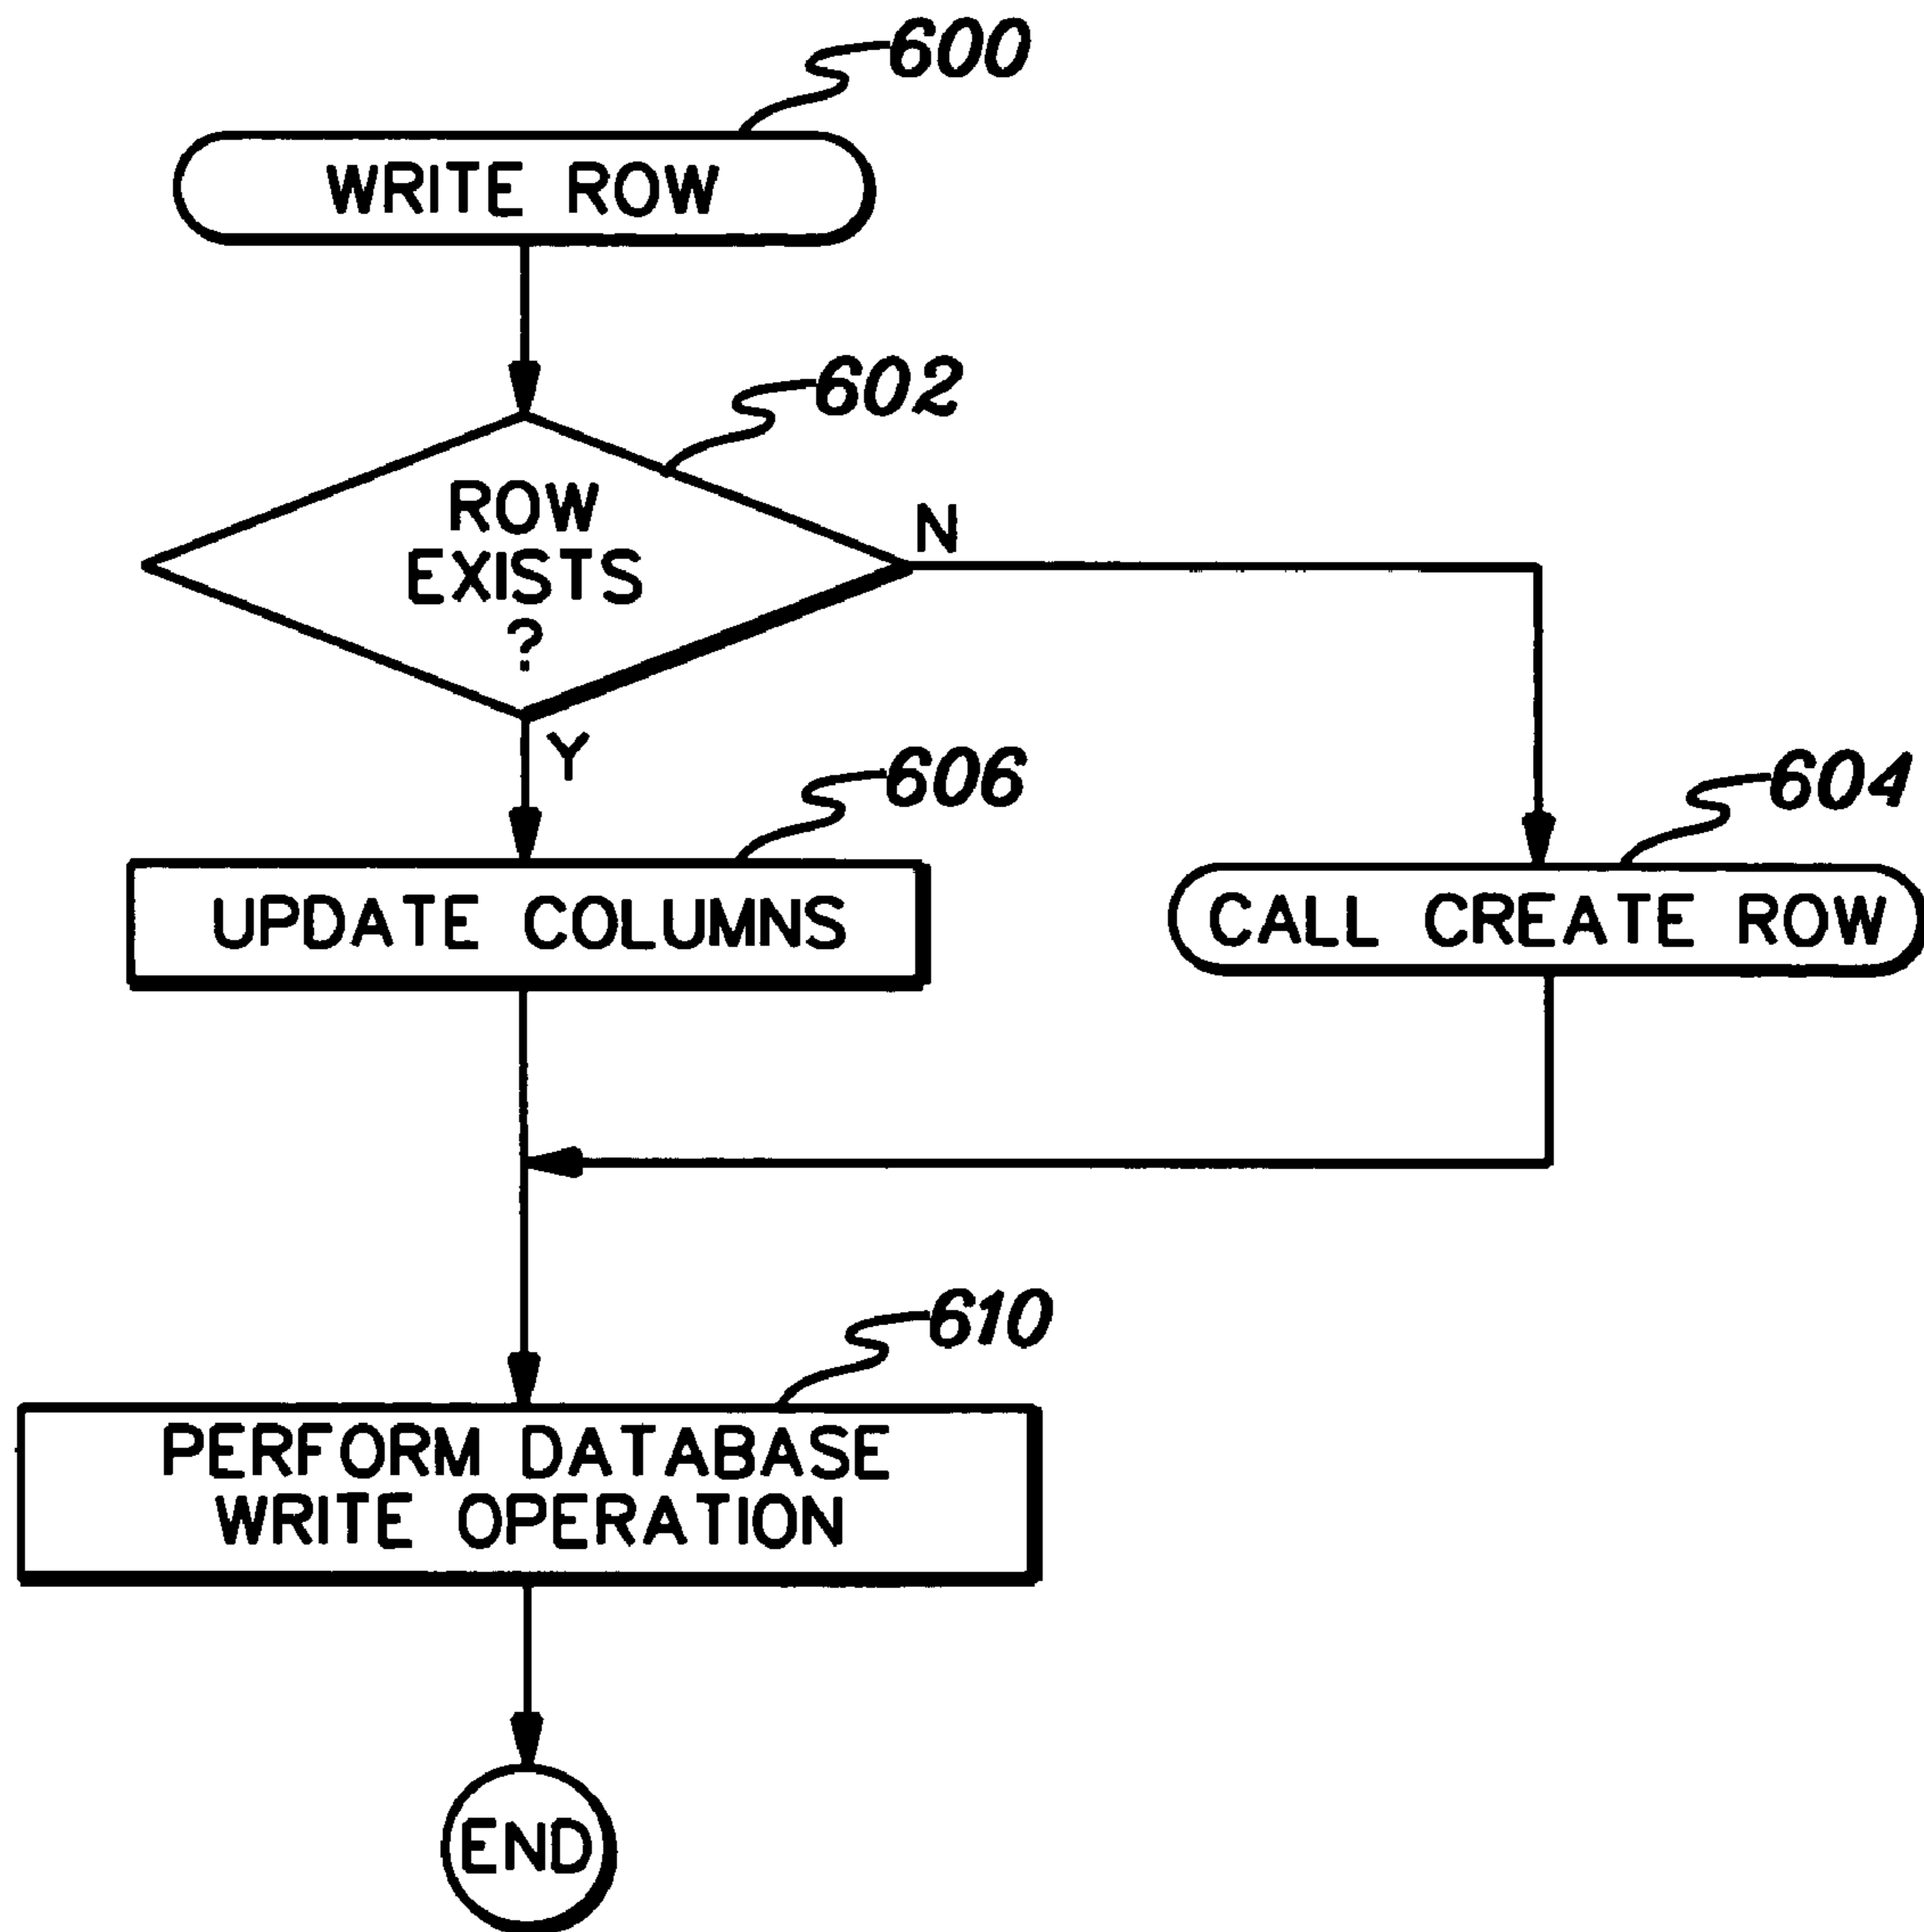 600
WRITE ROW
602
ROW
EXISTS
?
N
Y
606
UPDATE COLUMNS
604
CALL CREATE ROW
610
PERFORM DATABASE
WRITE OPERATION
END